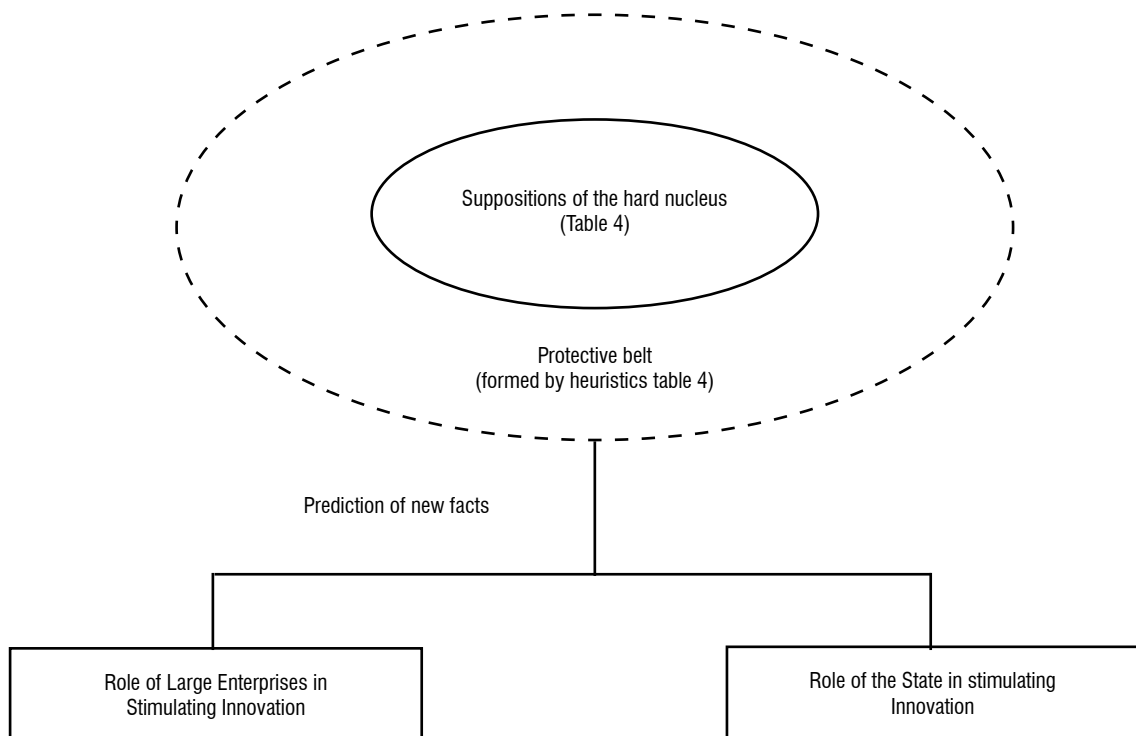 Suppositions of the hard nucleus
(Table 4)
Protective belt
(formed by heuristics table 4)
Prediction of new facts
Role of Large Enterprises in
Stimulating Innovation
Role of the State in stimulating
Innovation